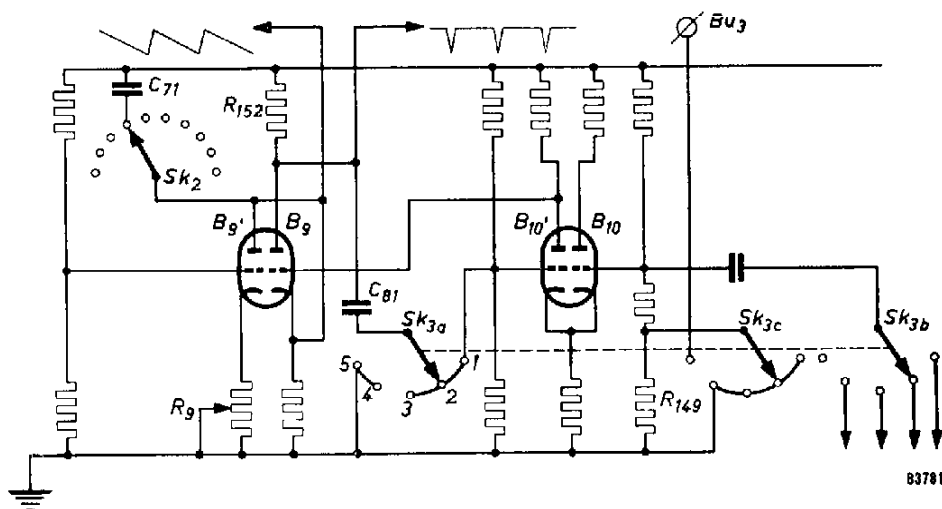 Bu3
C71
R152
Sk2
B9'
B9
B10'
B10
C81
Sk3a
Sk3c
Sk3b
1
5
4
3
2
R9
R149
83781